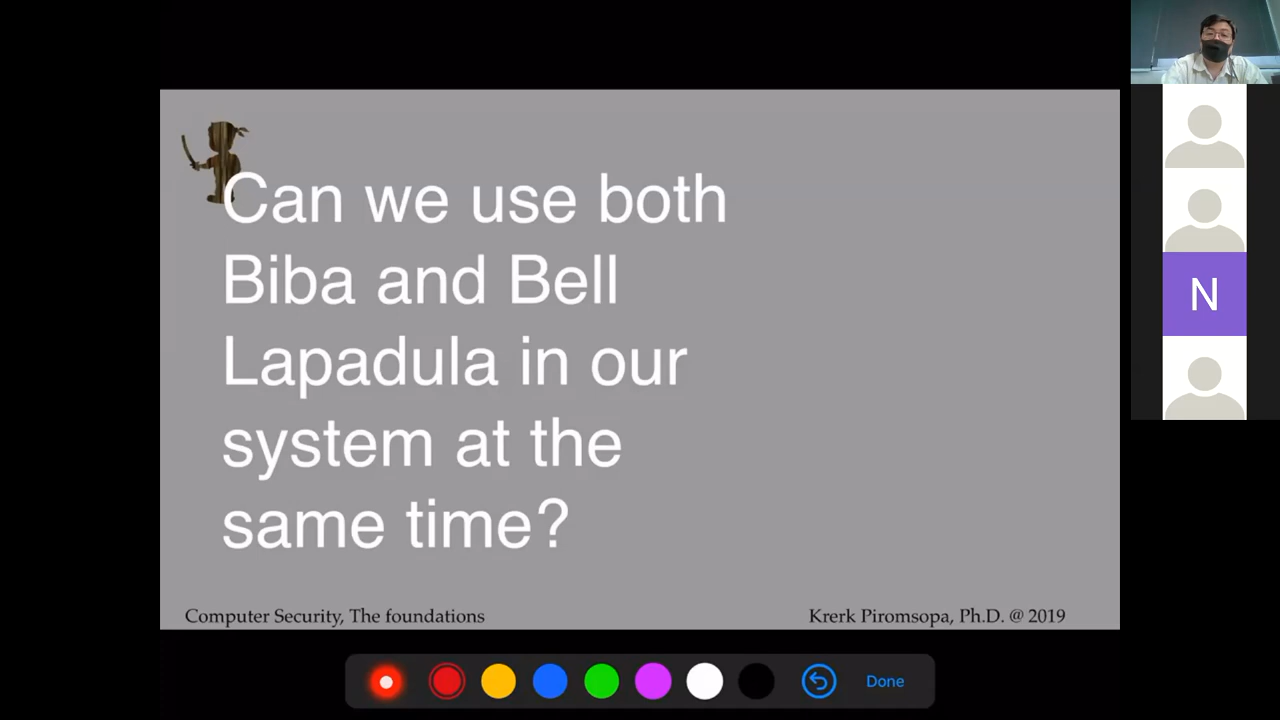 Can we use both
Biba and Bell
Lapadula in our
system at the
same time?
Computer Security, The foundations
Krerk Piromsopa, Ph.D. @ 2019
N
Done